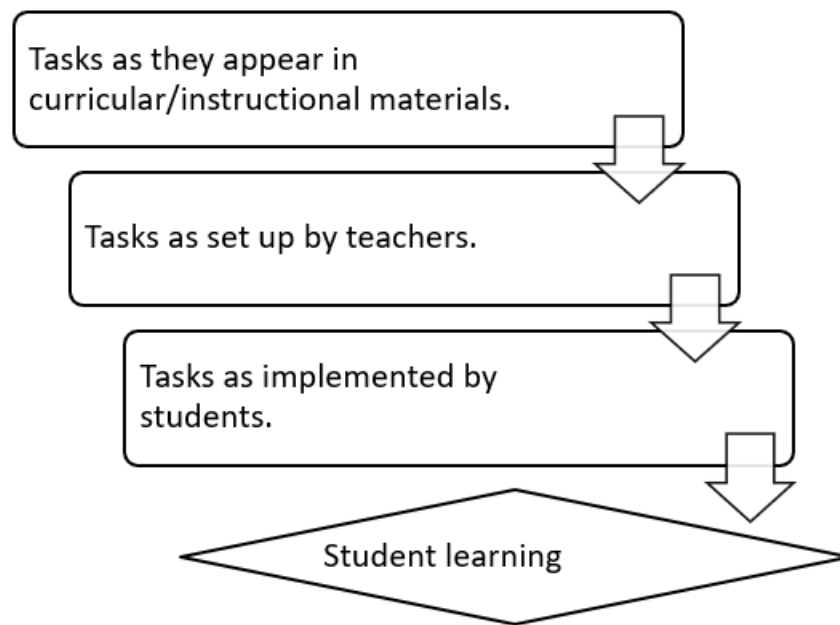 Tasks as they appear in
curricular/instructional materials.
Tasks as set up by teachers.
Tasks as implemented by
students.
Student learning